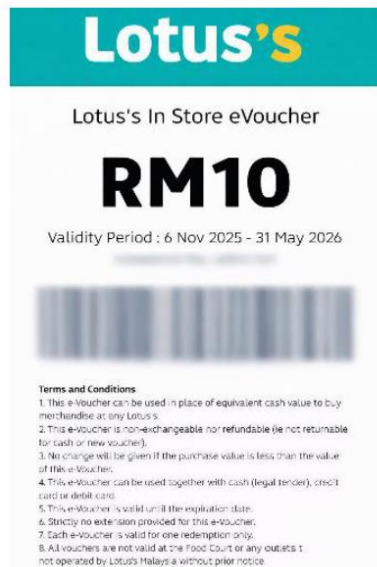 Lotus's
Lotus's In Store eVoucher
RM10
Validity Period : 6 Nov 2025 - 31 May 2026
Terms and Conditions
1. This e-Voucher can be used in place of equivalent cash value to buy
merchandise at any Lotus's.
2. This e-Voucher is non-exchangeable nor refundable (ie not returnable
for cash or new voucher).
3. No change will be given if the purchase value is less than the value
of this e-Voucher.
4. This e-Voucher can be used together with cash (legal tender), credit
card or debit card.
5. This e-Voucher is valid until the expiration date.
6. Strictly no extension provided for this e-Voucher.
7. Each e-Voucher is valid for one redemption only.
8. All vouchers are not valid at the Food Court or any outlets t
not operated by Lotus's Malaysia without prior notice